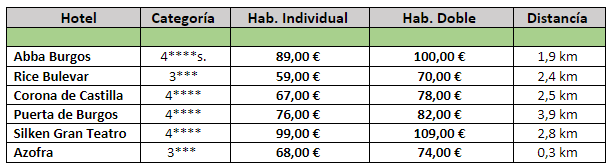 Hotel Categoría Hab. Individual Hab. Doble Distancía
Abba Burgos 4****s. 89,00 € 100,00 € 1,9 km
Rice Bulevar 3*** 59,00 € 70,00 € 2,4 km
Corona de Castilla 4**** 67,00 € 78,00 € 2,5 km
Puerta de Burgos 4**** 76,00 € 82,00 € 3,9 km
Silken Gran Teatro 4**** 99,00 € 109,00 € 2,8 km
Azofra 3*** 68,00 € 74,00 € 0,3 km